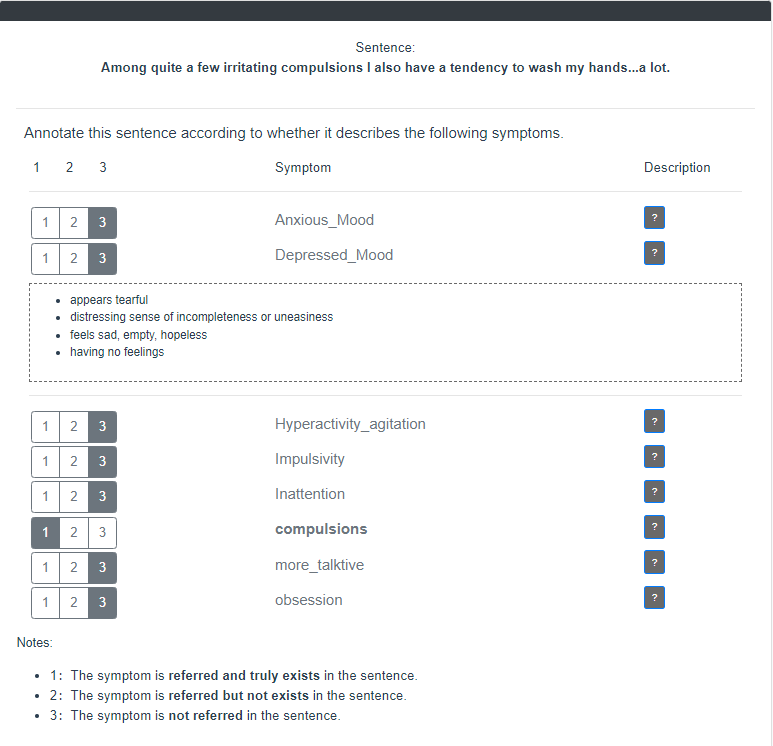 Sentence:
Among quite a few irritating compulsions I also have a tendency to wash my hands...a lot.
Annotate this sentence according to whether it describes the following symptoms.
1 2 3 Symptom Description
1 2 3 Anxious_Mood ?
1 2 3 Depressed_Mood ?
• appears tearful
• distressing sense of incompleteness or uneasiness
• feels sad, empty, hopeless
• having no feelings
1 2 3 Hyperactivity_agitation ?
1 2 3 Impulsivity ?
1 2 3 Inattention ?
1 2 3 compulsions ?
1 2 3 more_talktive ?
1 2 3 obsession ?
Notes:
• 1: The symptom is referred and truly exists in the sentence.
• 2: The symptom is referred but not exists in the sentence.
• 3: The symptom is not referred in the sentence.